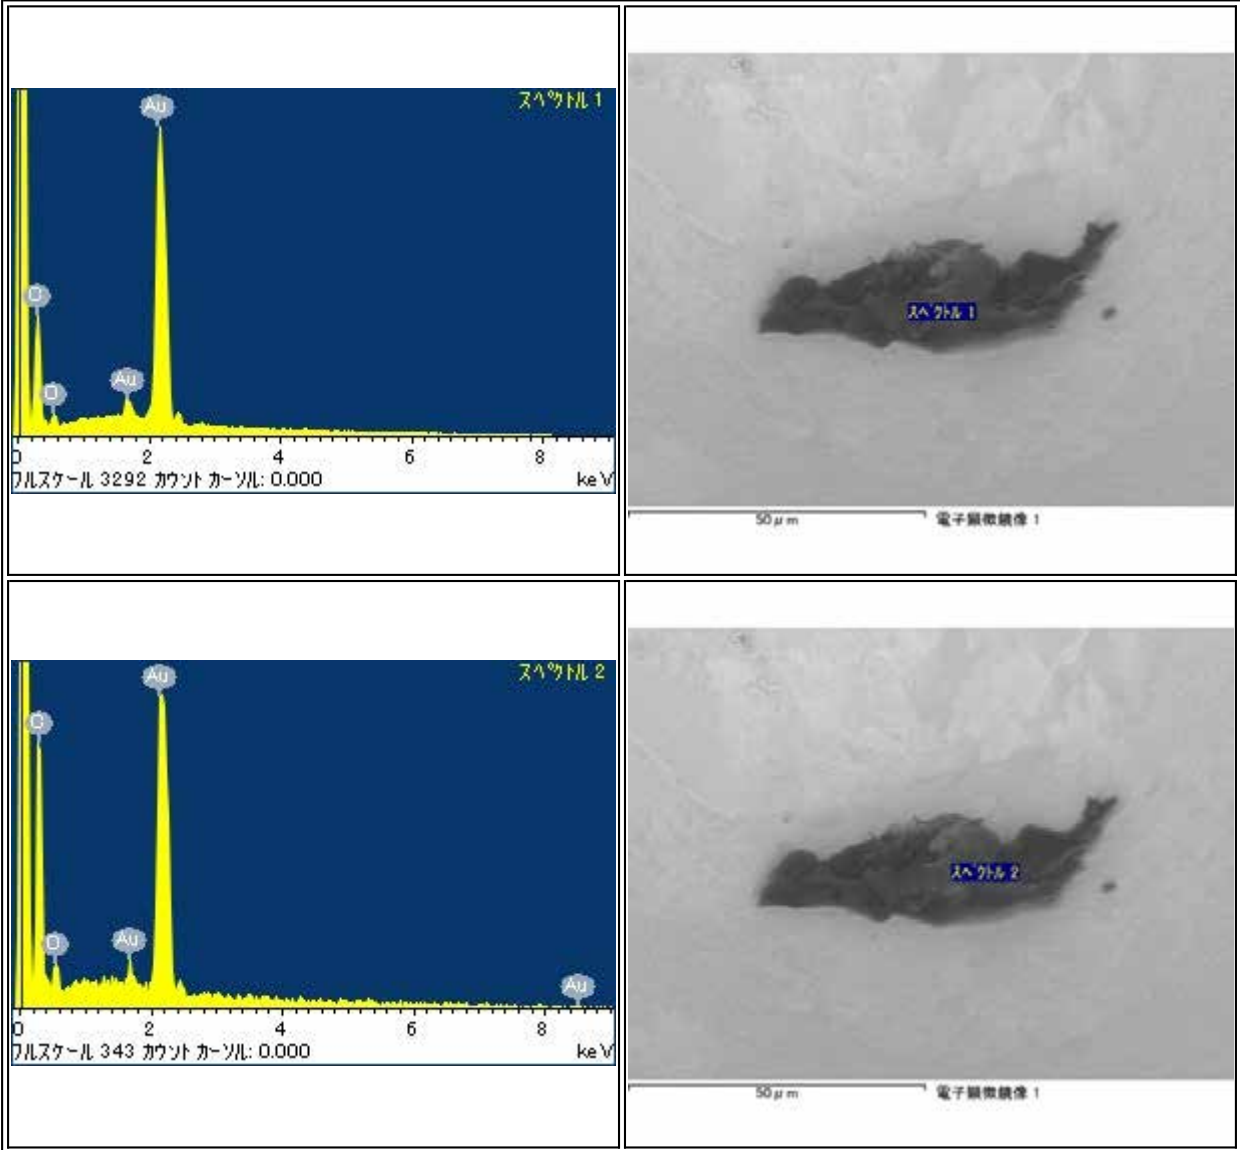 スペクトル 1
Au
C
O
Au
0 2 4 6 8
フルスケール 3292 カウント カーソル: 0.000 keV
スペクトル 1
50μm 電子顕微鏡像 1
スペクトル 2
Au
C
O
Au
Au
0 2 4 6 8
フルスケール 343 カウント カーソル: 0.000 keV
スペクトル 2
50μm 電子顕微鏡像 1